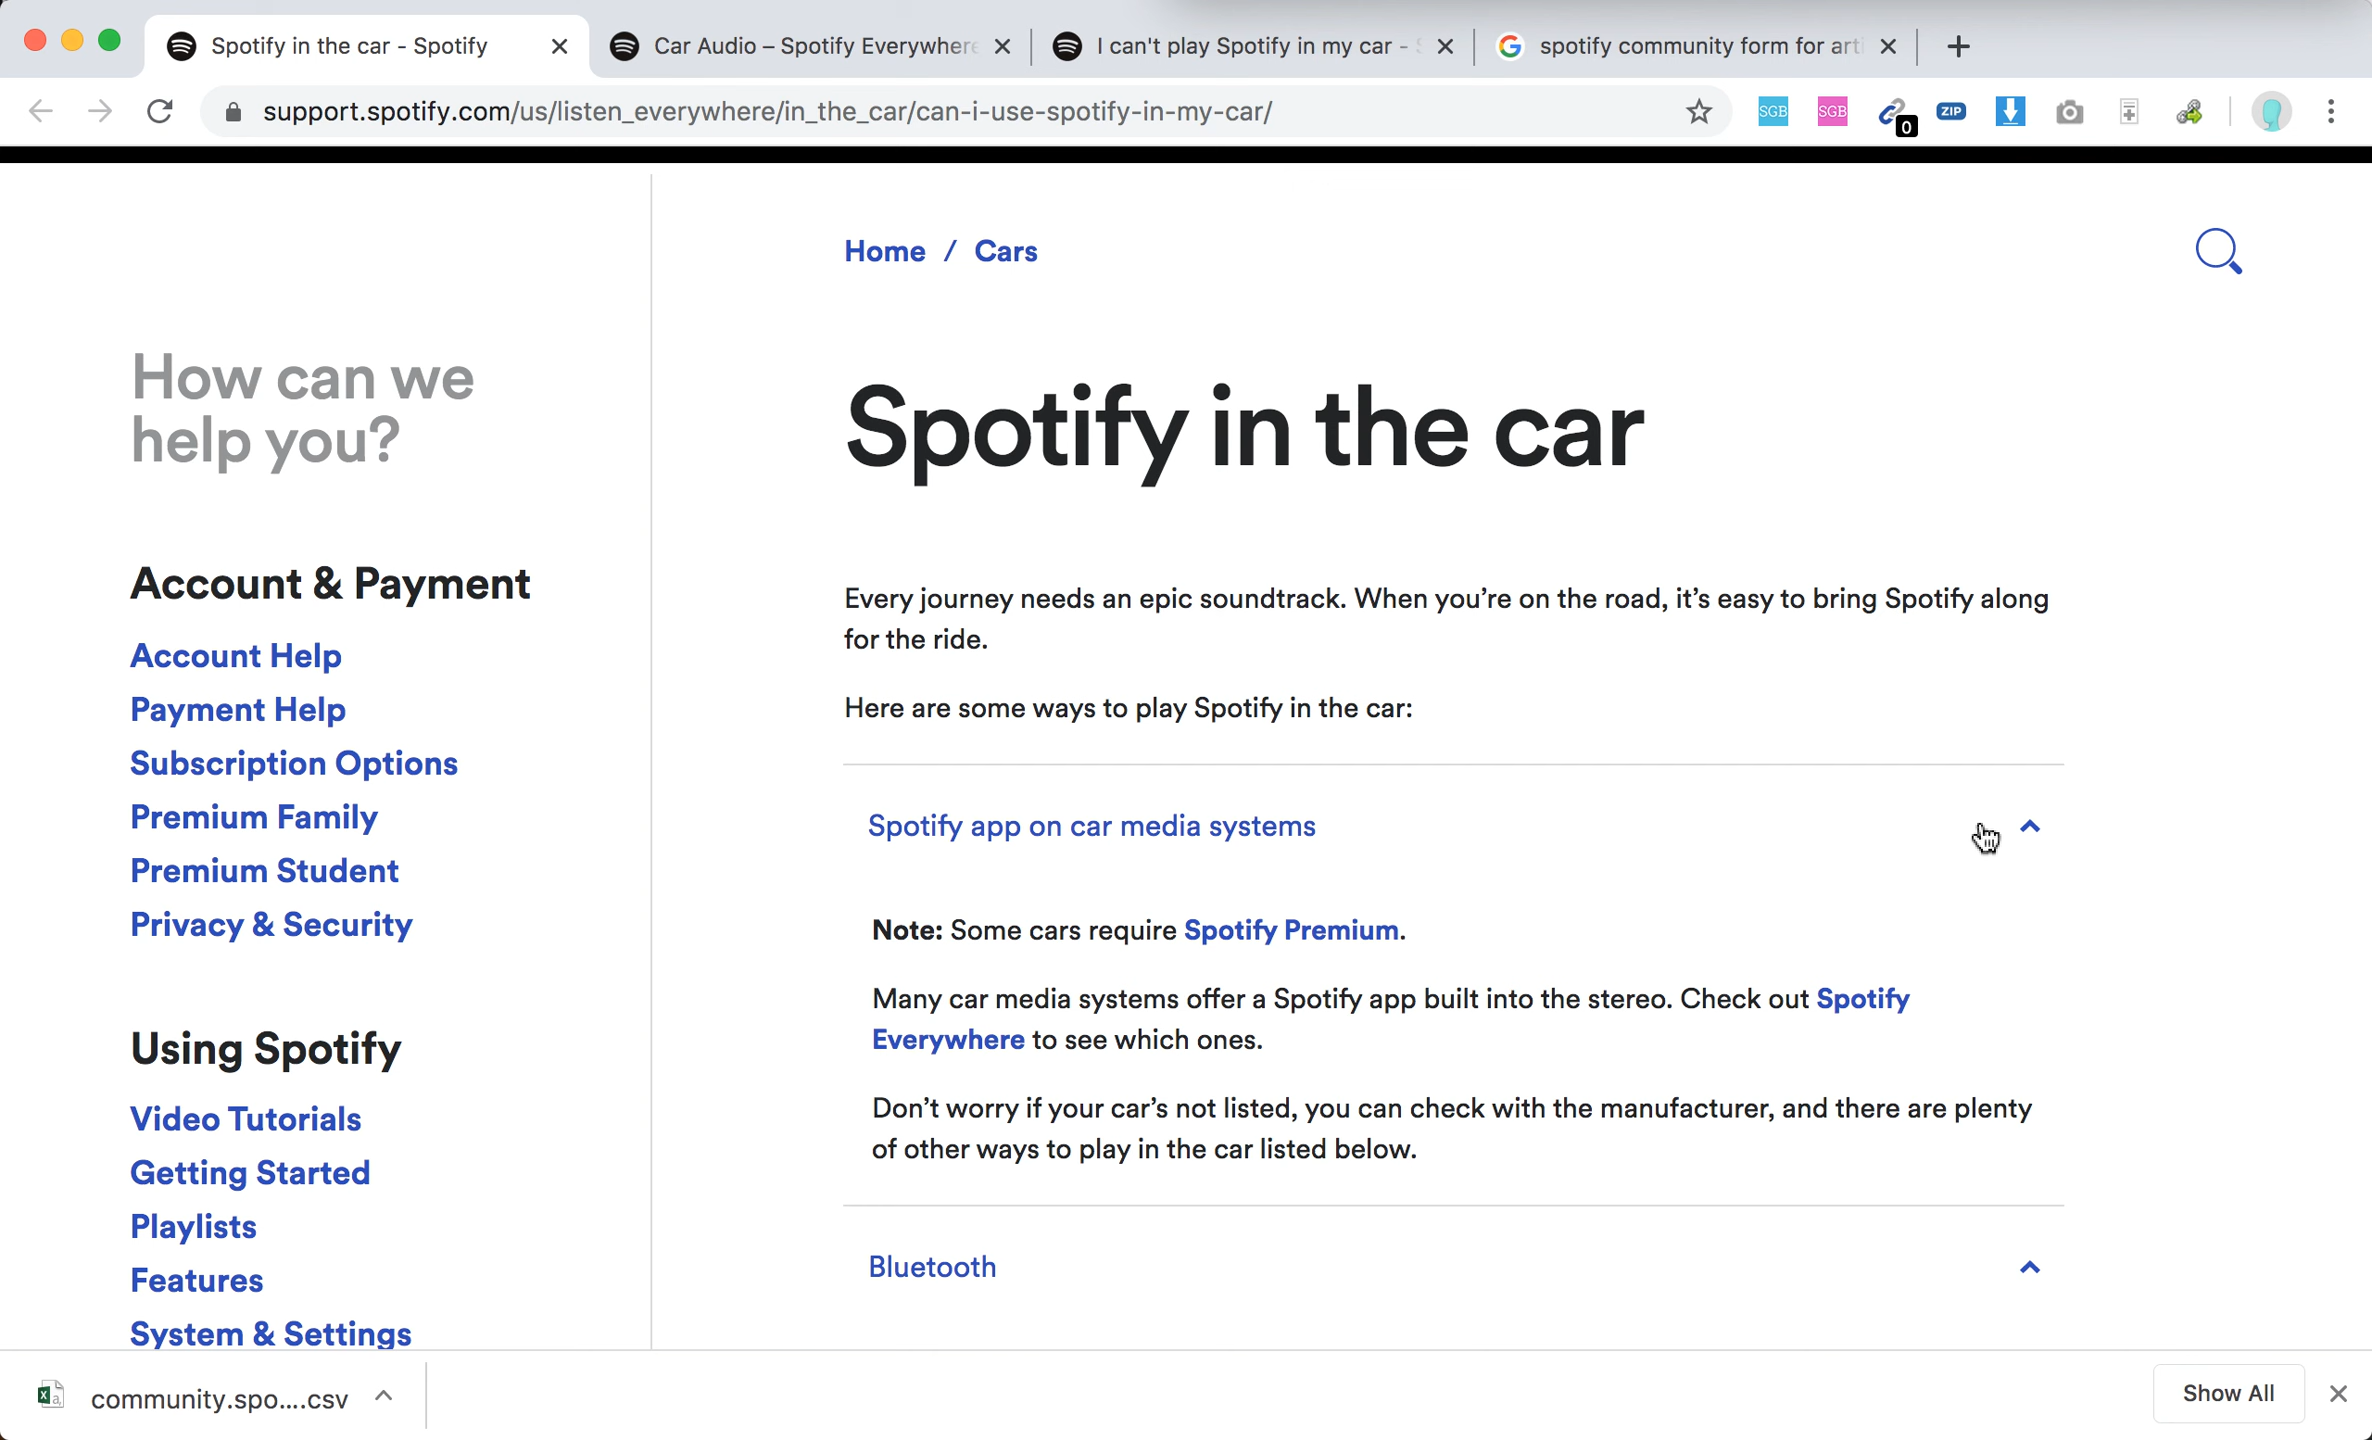 Spotify in the car - Spotify
Car Audio – Spotify Everywhere
I can't play Spotify in my car -
spotify community form for arti
support.spotify.com/us/listen_everywhere/in_the_car/can-i-use-spotify-in-my-car/
SGB
SGB
0
ZIP
Home / Cars
How can we
help you?
Account & Payment
Account Help
Payment Help
Subscription Options
Premium Family
Premium Student
Privacy & Security
Using Spotify
Video Tutorials
Getting Started
Playlists
Features
System & Settings
Spotify in the car
Every journey needs an epic soundtrack. When you’re on the road, it’s easy to bring Spotify along
for the ride.
Here are some ways to play Spotify in the car:
Spotify app on car media systems
Note: Some cars require Spotify Premium.
Many car media systems offer a Spotify app built into the stereo. Check out Spotify
Everywhere to see which ones.
Don’t worry if your car’s not listed, you can check with the manufacturer, and there are plenty
of other ways to play in the car listed below.
Bluetooth
community.spo....csv
Show All